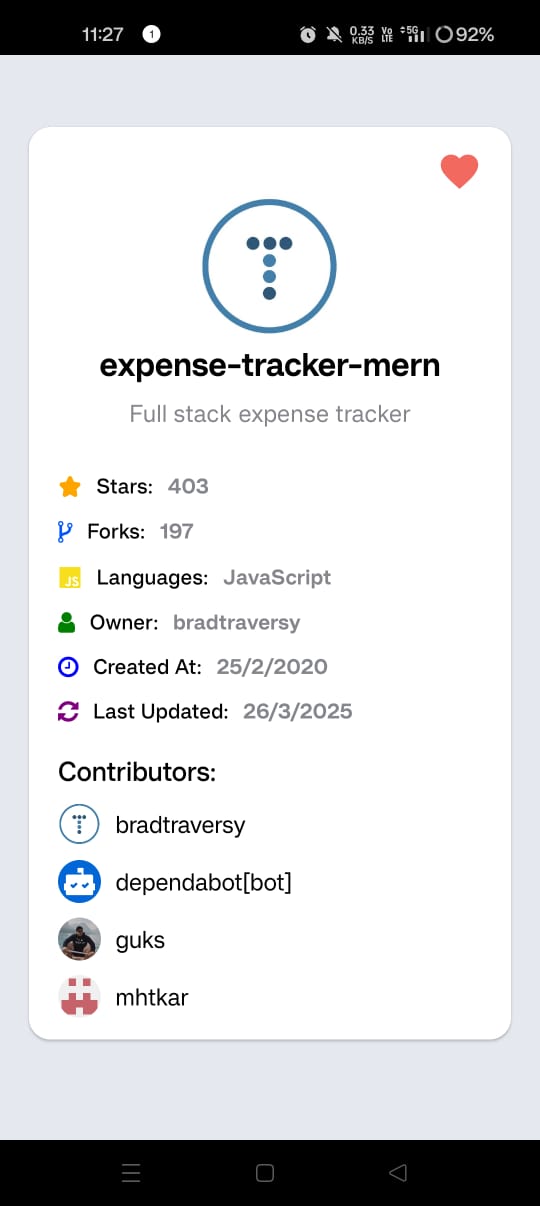 11:27 1 0.33 KB/S Vo LTE 5G 92%
expense-tracker-mern
Full stack expense tracker
Stars: 403
Forks: 197
JS Languages: JavaScript
Owner: bradtraversy
Created At: 25/2/2020
Last Updated: 26/3/2025
Contributors:
bradtraversy
dependabot[bot]
guks
mhtkar